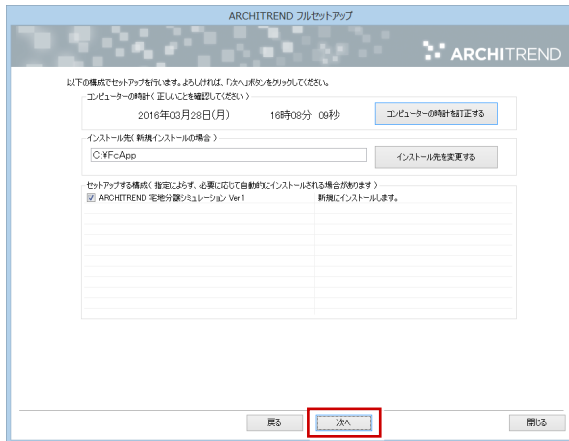 ARCHITREND フルセットアップ
ARCHITREND
以下の構成でセットアップを行います。よろしければ、「次へ」ボタンをクリックしてください。
コンピューターの時計( 正しいことを確認してください )
2016年03月28日(月) 16時08分 09秒 コンピューターの時計を訂正する
インストール先( 新規インストールの場合 )
C:¥FcApp インストール先を変更する
セットアップする構成( 指定によらず、必要に応じて自動的にインストールされる場合があります )
ARCHITREND 宅地分譲シミュレーション Ver1 新規にインストールします。
戻る 次へ 閉じる